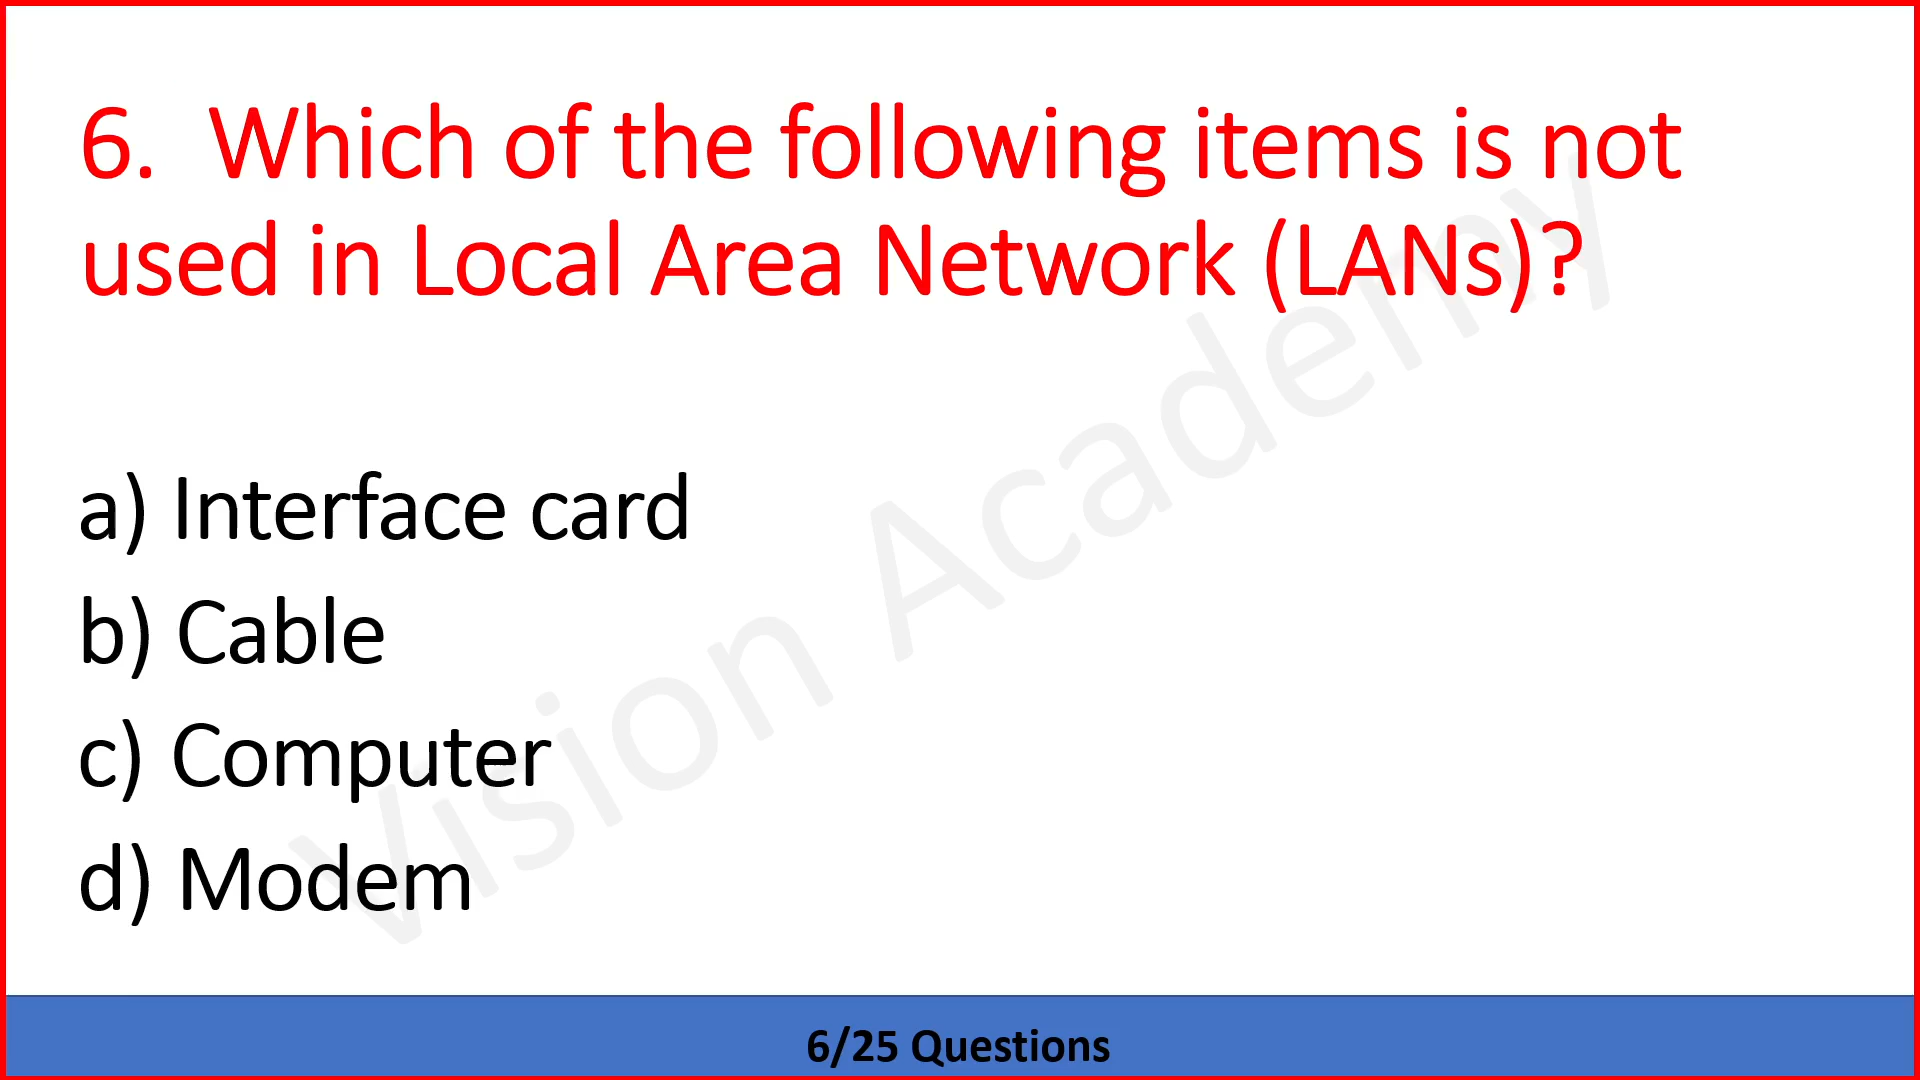 6. Which of the following items is not
used in Local Area Network (LANs)?
a) Interface card
b) Cable
c) Computer
d) Modem
Vision Academy
6/25 Questions